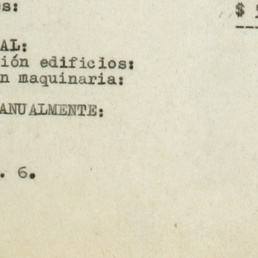 s: $
AL:
ión edificios:
n maquinaria:
ANUALMENTE:
. 6.